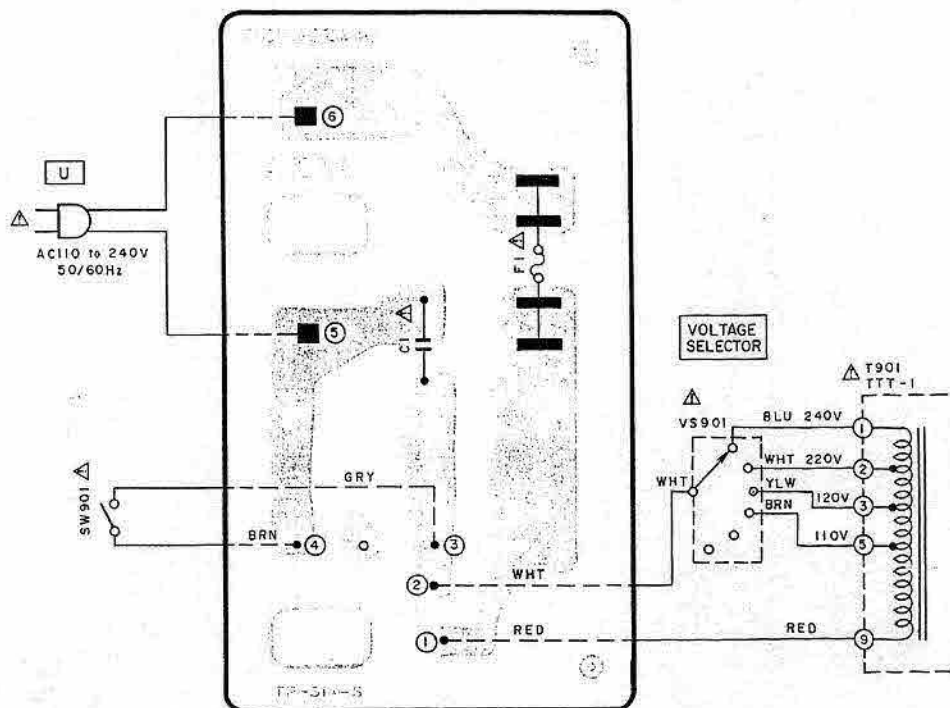 6
U
AC110 to 240V
50/60Hz
F1
5
C1
VOLTAGE
SELECTOR
T901
TTT-1
VS901
BLU 240V
1
WHT 220V
2
WHT
YLW
120V
3
BRN
110V
5
SW901
GRY
BRN
4
3
2
WHT
1
RED
RED
9